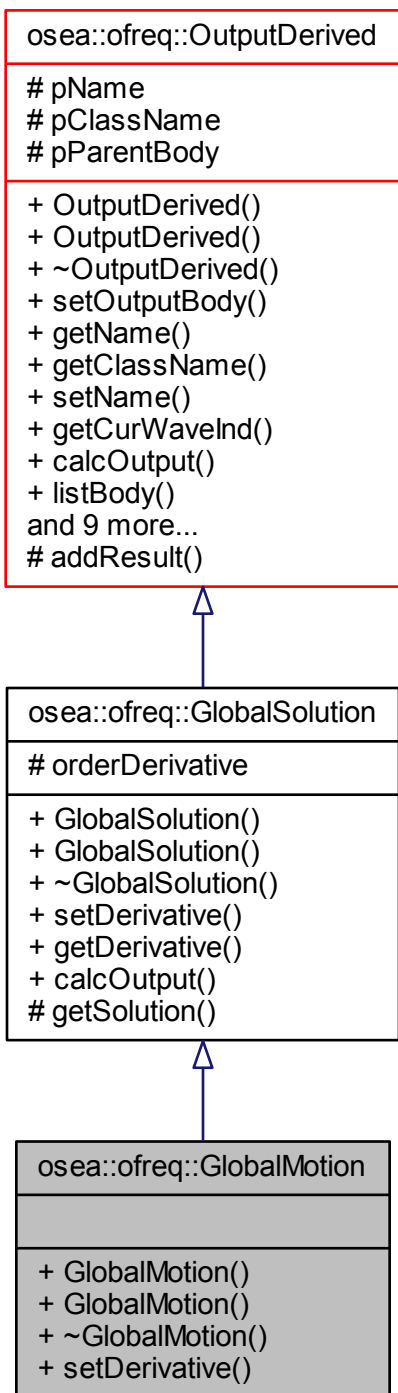 osea::ofreq::OutputDerived
# pName
# pClassName
# pParentBody
+ OutputDerived()
+ OutputDerived()
+ ~OutputDerived()
+ setOutputBody()
+ getName()
+ getClassName()
+ setName()
+ getCurWaveInd()
+ calcOutput()
+ listBody()
and 9 more...
# addResult()
osea::ofreq::GlobalSolution
# orderDerivative
+ GlobalSolution()
+ GlobalSolution()
+ ~GlobalSolution()
+ setDerivative()
+ getDerivative()
+ calcOutput()
# getSolution()
osea::ofreq::GlobalMotion
+ GlobalMotion()
+ GlobalMotion()
+ ~GlobalMotion()
+ setDerivative()